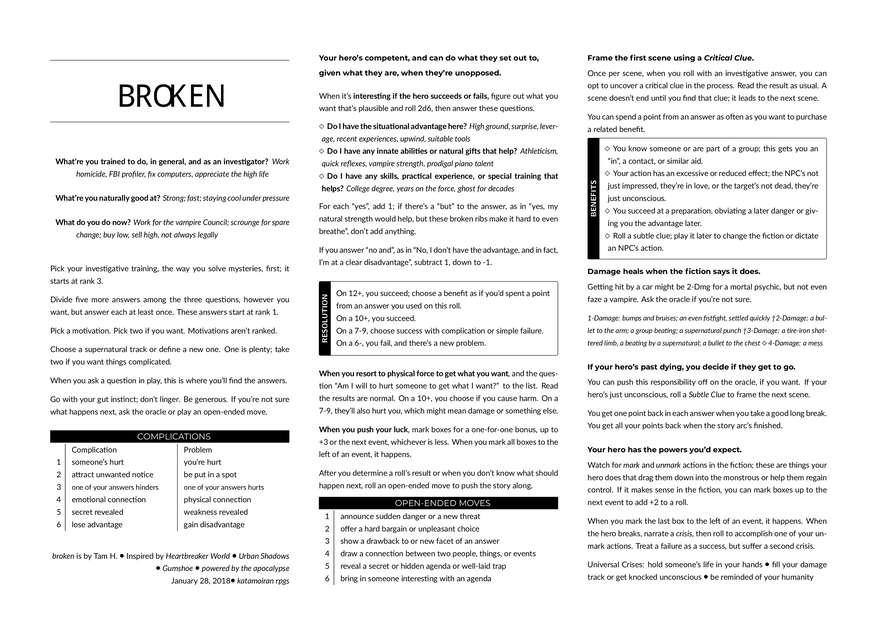 BROKEN
What're you trained to do, in general, and as an investigator? Work
homicide, FBI profiler, fix computers, appreciate the high life
What're you naturally good at? Strong; fast; staying cool under pressure
What do you do now? Work for the vampire Council; scrounge for spare
change; buy low, sell high, not always legally
Pick your investigative training, the way you solve mysteries, first; it
starts at rank 3.
Divide five more answers among the three questions, however you
want, but answer each at least once. These answers start at rank 1.
Pick a motivation. Pick two if you want. Motivations aren't ranked.
Choose a supernatural track or define a new one. One is plenty; take
two if you want things complicated.
When you ask a question in play, this is where you'll find the answers.
Go with your gut instinct; don't linger. Be generous. If you're not sure
what happens next, ask the oracle or play an open-ended move.
COMPLICATIONS
Complication Problem
1 someone's hurt you're hurt
2 attract unwanted notice be put in a spot
3 one of your answers hinders one of your answers hurts
4 emotional connection physical connection
5 secret revealed weakness revealed
6 lose advantage gain disadvantage
broken is by Tam H. ● Inspired by Heartbreaker World ● Urban Shadows
● Gumshoe ● powered by the apocalypse
January 28, 2018● katamoiran rpgs
Your hero's competent, and can do what they set out to,
given what they are, when they're unopposed.
When it's interesting if the hero succeeds or fails, figure out what you
want that's plausible and roll 2d6, then answer these questions.
◇ Do I have the situational advantage here? High ground, surprise, lever-
age, recent experiences, upwind, suitable tools
◇ Do I have any innate abilities or natural gifts that help? Athleticism,
quick reflexes, vampire strength, prodigal piano talent
◇ Do I have any skills, practical experience, or special training that
helps? College degree, years on the force, ghost for decades
For each "yes", add 1; if there's a "but" to the answer, as in "yes, my
natural strength would help, but these broken ribs make it hard to even
breathe", don't add anything.
If you answer "no and", as in "No, I don't have the advantage, and in fact,
I'm at a clear disadvantage", subtract 1, down to -1.
RESOLUTION
On 12+, you succeed; choose a benefit as if you'd spent a point
from an answer you used on this roll.
On a 10+, you succeed.
On a 7-9, choose success with complication or simple failure.
On a 6-, you fail, and there's a new problem.
When you resort to physical force to get what you want, and the ques-
tion "Am I will to hurt someone to get what I want?" to the list. Read
the results are normal. On a 10+, you choose if you cause harm. On a
7-9, they'll also hurt you, which might mean damage or something else.
When you push your luck, mark boxes for a one-for-one bonus, up to
+3 or the next event, whichever is less. When you mark all boxes to the
left of an event, it happens.
After you determine a roll's result or when you don't know what should
happen next, roll an open-ended move to push the story along.
OPEN-ENDED MOVES
1 announce sudden danger or a new threat
2 offer a hard bargain or unpleasant choice
3 show a drawback to or new facet of an answer
4 draw a connection between two people, things, or events
5 reveal a secret or hidden agenda or well-laid trap
6 bring in someone interesting with an agenda
Frame the first scene using a Critical Clue.
Once per scene, when you roll with an investigative answer, you can
opt to uncover a critical clue in the process. Read the result as usual. A
scene doesn't end until you find that clue; it leads to the next scene.
You can spend a point from an answer as often as you want to purchase
a related benefit.
BENEFITS
◇ You know someone or are part of a group; this gets you an
"in", a contact, or similar aid.
◇ Your action has an excessive or reduced effect; the NPC's not
just impressed, they're in love, or the target's not dead, they're
just unconscious.
◇ You succeed at a preparation, obviating a later danger or giv-
ing you the advantage later.
◇ Roll a subtle clue; play it later to change the fiction or dictate
an NPC's action.
Damage heals when the fiction says it does.
Getting hit by a car might be 2-Dmg for a mortal psychic, but not even
faze a vampire. Ask the oracle if you're not sure.
1-Damage: bumps and bruises; an even fistfight, settled quickly †2-Damage: a bul-
let to the arm; a group beating; a supernatural punch †3-Damage: a tire-iron shat-
tered limb, a beating by a supernatural; a bullet to the chest ◇ 4-Damage: a mess
If your hero's past dying, you decide if they get to go.
You can push this responsibility off on the oracle, if you want. If your
hero's just unconscious, roll a Subtle Clue to frame the next scene.
You get one point back in each answer when you take a good long break.
You get all your points back when the story arc's finished.
Your hero has the powers you'd expect.
Watch for mark and unmark actions in the fiction; these are things your
hero does that drag them down into the monstrous or help them regain
control. If it makes sense in the fiction, you can mark boxes up to the
next event to add +2 to a roll.
When you mark the last box to the left of an event, it happens. When
the hero breaks, narrate a crisis, then roll to accomplish one of your un-
mark actions. Treat a failure as a success, but suffer a second crisis.
Universal Crises: hold someone's life in your hands ● fill your damage
track or get knocked unconscious ● be reminded of your humanity